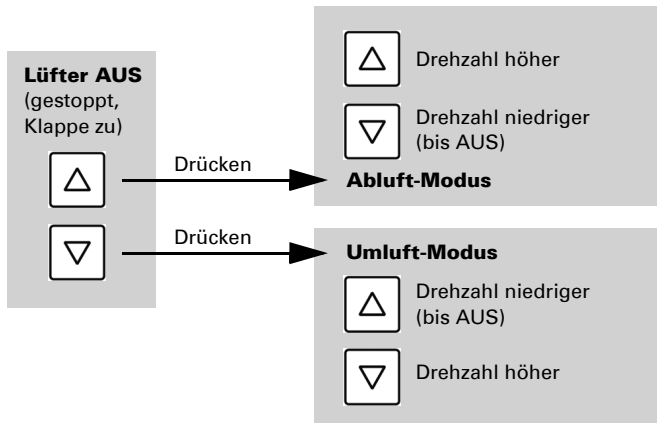 Lüfter AUS
(gestoppt,
Klappe zu)
Drücken
Drücken
Drehzahl höher
Drehzahl niedriger
(bis AUS)
Abluft-Modus
Umluft-Modus
Drehzahl niedriger
(bis AUS)
Drehzahl höher